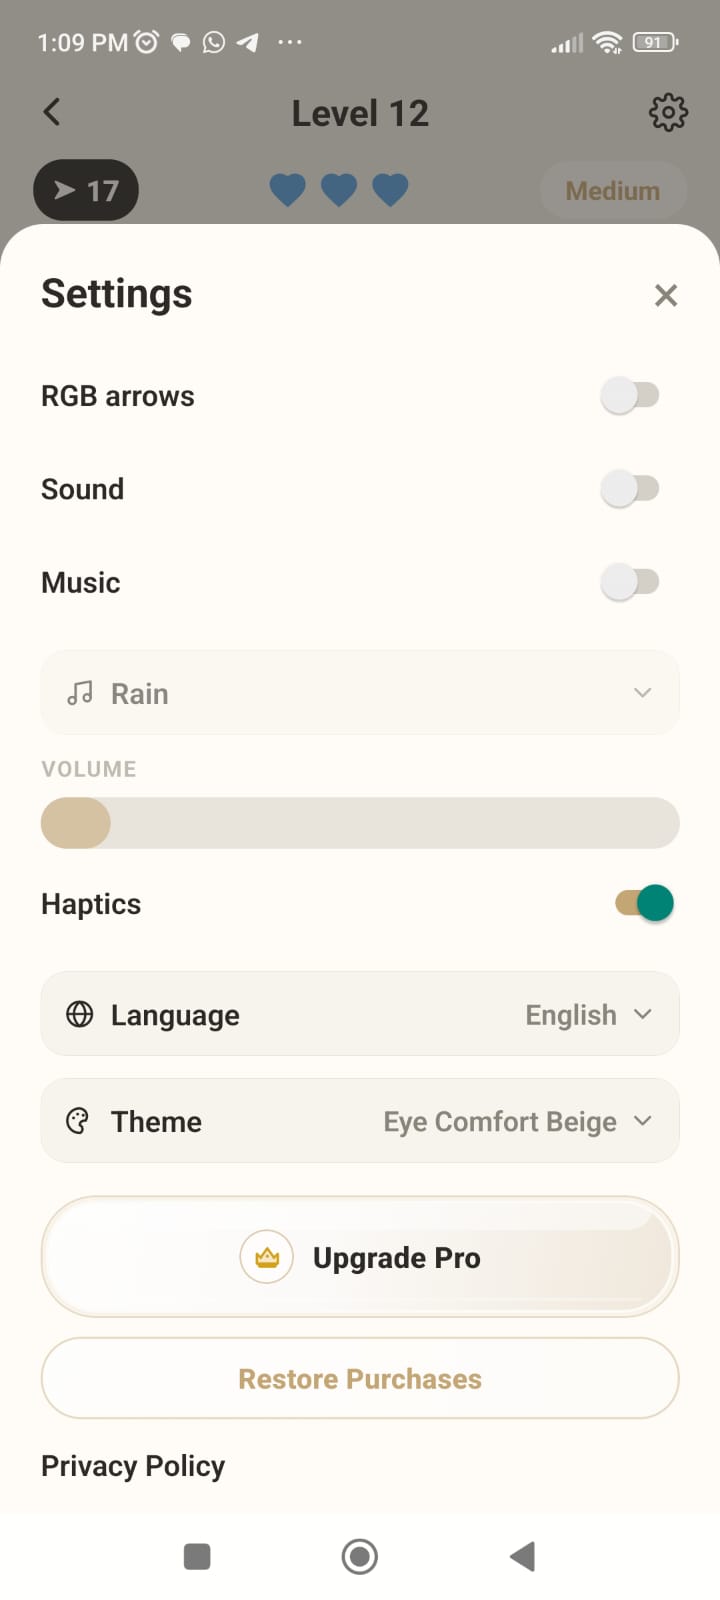 1:09 PM
91
Level 12
17
Medium
Settings
RGB arrows
Sound
Music
Rain
VOLUME
Haptics
Language English
Theme Eye Comfort Beige
Upgrade Pro
Restore Purchases
Privacy Policy